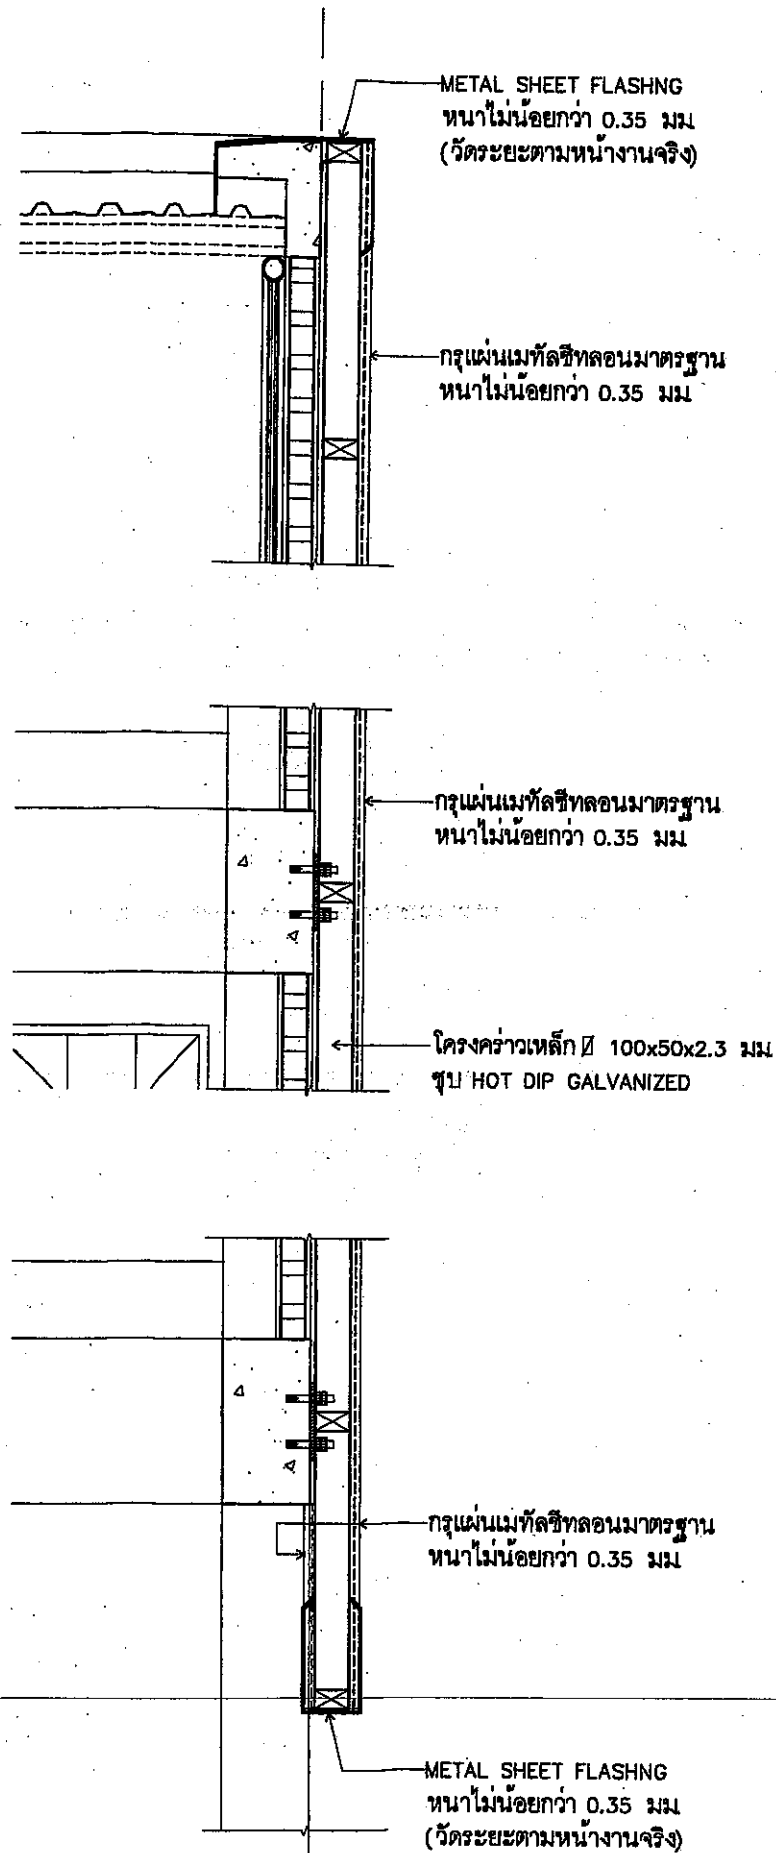 METAL SHEET FLASHNG
หนาไม่น้อยกว่า 0.35 มม.
(วัดระยะตามหน้างานจริง)
กรุแผ่นเมทัลชีทลอนมาตรฐาน
หนาไม่น้อยกว่า 0.35 มม.
กรุแผ่นเมทัลชีทลอนมาตรฐาน
หนาไม่น้อยกว่า 0.35 มม.
โครงคร่าวเหล็ก 100x50x2.3 มม.
ชุบ HOT DIP GALVANIZED
กรุแผ่นเมทัลชีทลอนมาตรฐาน
หนาไม่น้อยกว่า 0.35 มม.
METAL SHEET FLASHNG
หนาไม่น้อยกว่า 0.35 มม.
(วัดระยะตามหน้างานจริง)